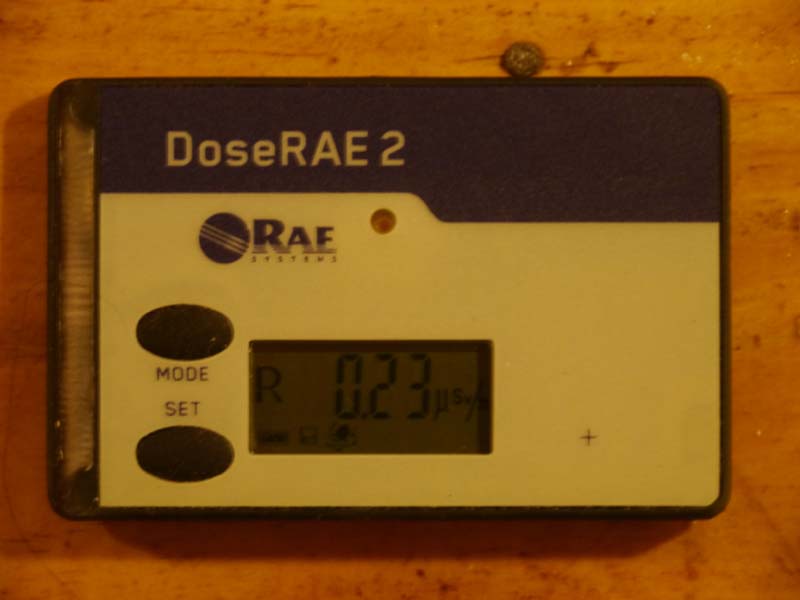 DoseRAE 2
RAE
SYSTEMS
MODE
SET
R 0.23 µSv/h
+